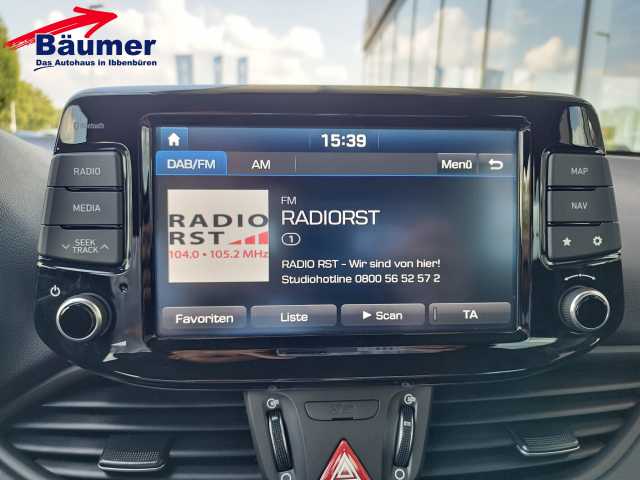 Bäumer
Das Autohaus in Ibbenbüren
Bluetooth
15:39
DAB/FM
AM
Menü
RADIO
MEDIA
SEEK
TRACK
MAP
NAV
RADIO
RST
104.0 • 105.2 MHz
FM
RADIORST
1
RADIO RST - Wir sind von hier!
Studiohotline 0800 56 52 57 2
Favoriten
Liste
Scan
TA